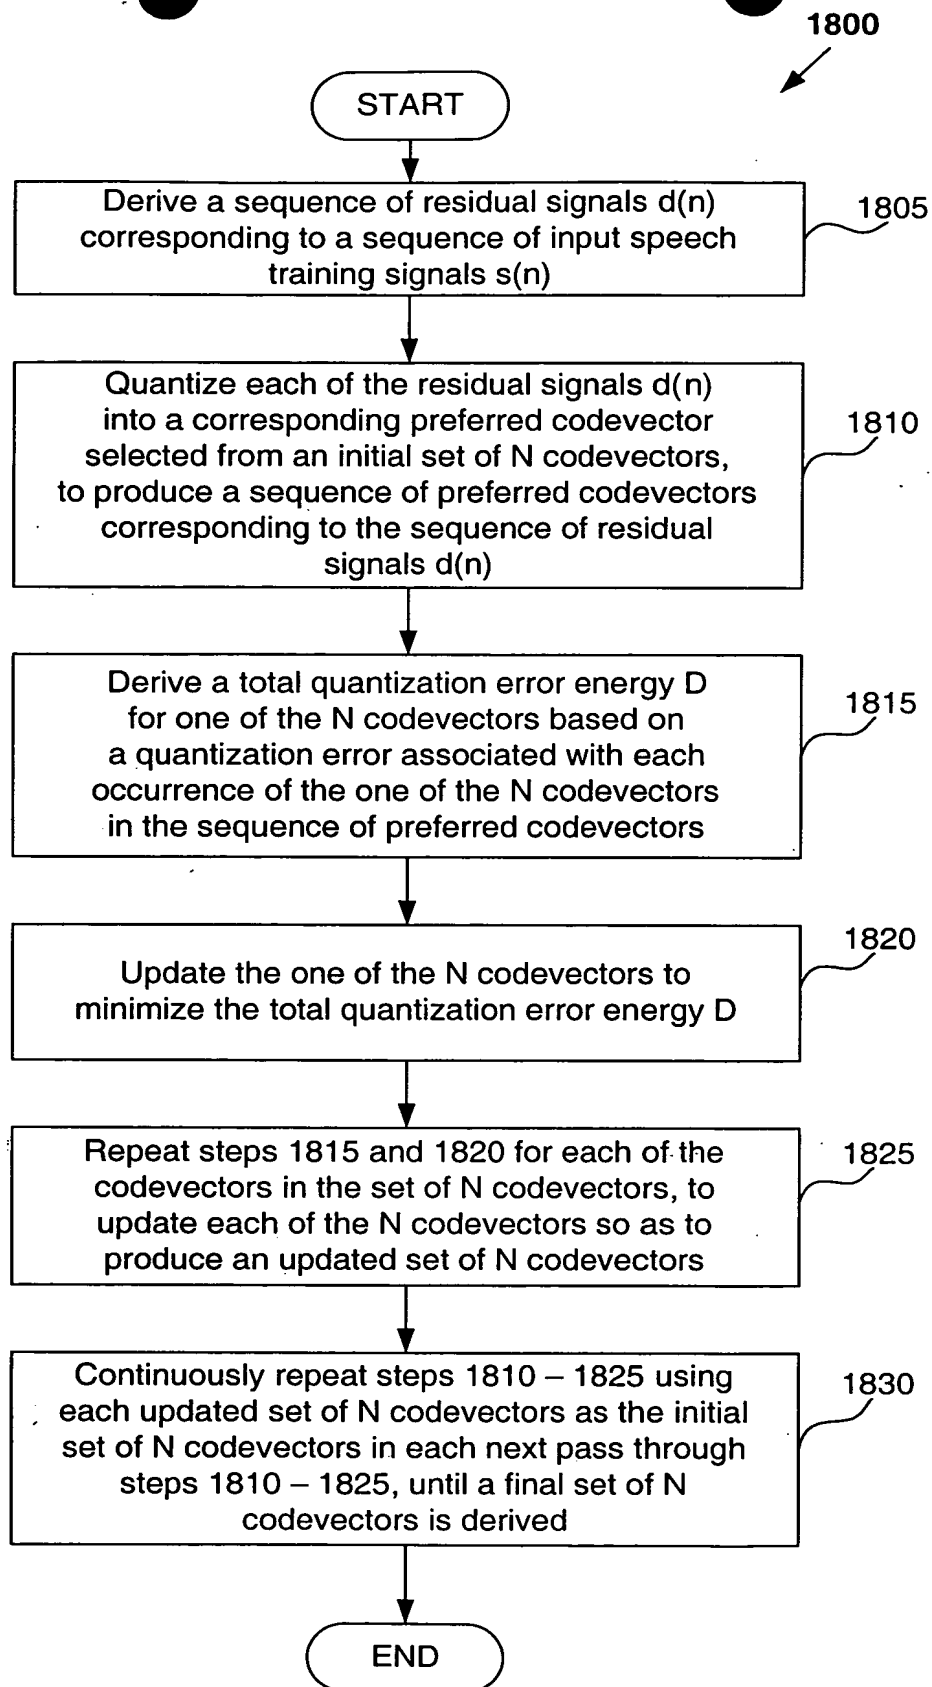 1800
START
Derive a sequence of residual signals d(n)
corresponding to a sequence of input speech
training signals s(n)
1805
Quantize each of the residual signals d(n)
into a corresponding preferred codevector
selected from an initial set of N codevectors,
to produce a sequence of preferred codevectors
corresponding to the sequence of residual
signals d(n)
1810
Derive a total quantization error energy D
for one of the N codevectors based on
a quantization error associated with each
occurrence of the one of the N codevectors
in the sequence of preferred codevectors
1815
Update the one of the N codevectors to
minimize the total quantization error energy D
1820
Repeat steps 1815 and 1820 for each of the
codevectors in the set of N codevectors, to
update each of the N codevectors so as to
produce an updated set of N codevectors
1825
Continuously repeat steps 1810 – 1825 using
each updated set of N codevectors as the initial
set of N codevectors in each next pass through
steps 1810 – 1825, until a final set of N
codevectors is derived
1830
END